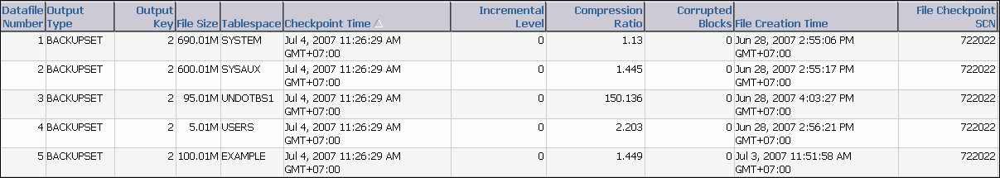 Datafile Number Output Type Output Key File Size Tablespace Checkpoint Time Incremental Level Compression Ratio Corrupted Blocks File Creation Time File Checkpoint SCN
1 BACKUPSET 2 690.01M SYSTEM Jul 4, 2007 11:26:29 AM GMT+07:00 0 1.13 0 Jun 28, 2007 2:55:06 PM GMT+07:00 722022
2 BACKUPSET 2 600.01M SYSAUX Jul 4, 2007 11:26:29 AM GMT+07:00 0 1.445 0 Jun 28, 2007 2:55:17 PM GMT+07:00 722022
3 BACKUPSET 2 95.01M UNDOTBS1 Jul 4, 2007 11:26:29 AM GMT+07:00 0 150.136 0 Jun 28, 2007 4:03:27 PM GMT+07:00 722022
4 BACKUPSET 2 5.01M USERS Jul 4, 2007 11:26:29 AM GMT+07:00 0 2.203 0 Jun 28, 2007 2:56:21 PM GMT+07:00 722022
5 BACKUPSET 2 100.01M EXAMPLE Jul 4, 2007 11:26:29 AM GMT+07:00 0 1.449 0 Jul 3, 2007 11:51:58 AM GMT+07:00 722022